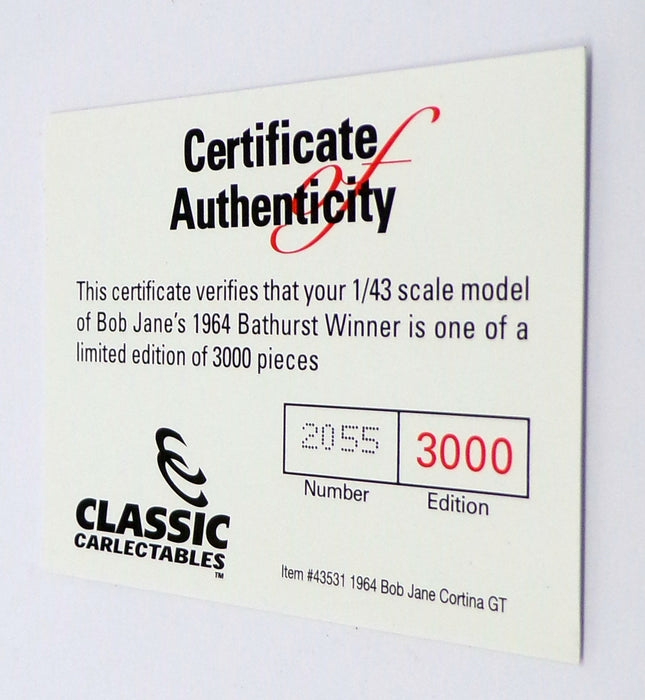 Certificate
of
Authenticity
This certificate verifies that your 1/43 scale model
of Bob Jane's 1964 Bathurst Winner is one of a
limited edition of 3000 pieces
2055 3000
Number Edition
CLASSIC
CARLECTABLES
™
Item #43531 1964 Bob Jane Cortina GT